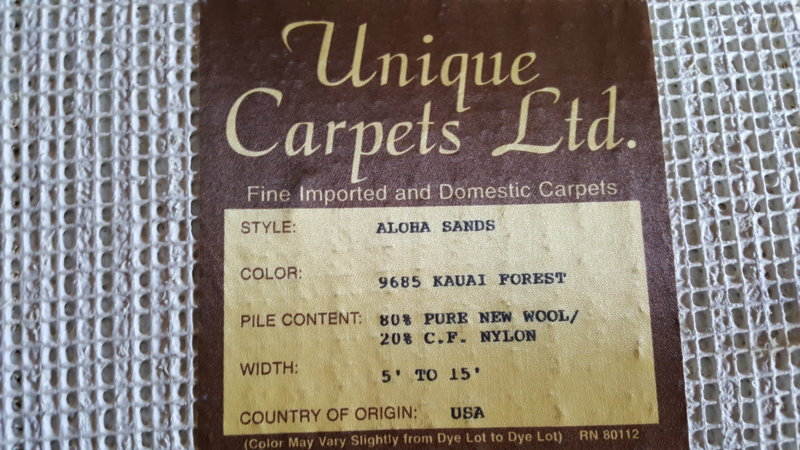 Unique
Carpets Ltd.
Fine Imported and Domestic Carpets
STYLE: ALOHA SANDS
COLOR: 9685 KAUAI FOREST
PILE CONTENT: 80% PURE NEW WOOL/
20% C.F. NYLON
WIDTH: 5' TO 15'
COUNTRY OF ORIGIN: USA
(Color May Vary Slightly from Dye Lot to Dye Lot) RN 80112